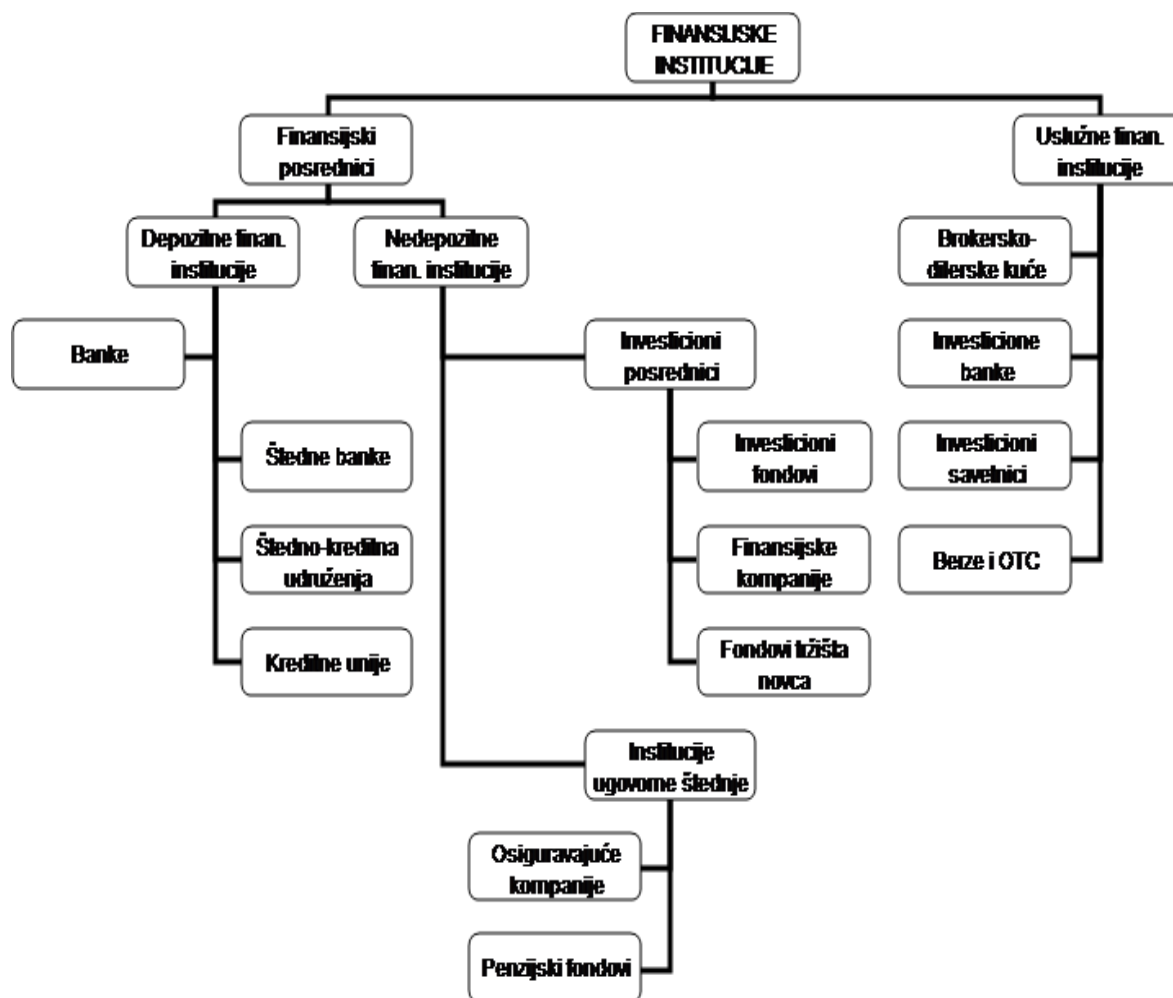 FINANSIJSKE
INSTITUCIJE
Finansijski
posrednici
Uslužne finan.
institucije
Depozitne finan.
institucije
Nedepozitne
finan. institucije
Brokersko-
dilerske kuće
Banke
Investicioni
posrednici
Investicione
banke
Štedne banke
Investicioni
fondovi
Investicioni
savetnici
Štedno-kreditna
udruženja
Finansijske
kompanije
Berze i OTC
Kreditne unije
Fondovi tržišta
novca
Institucije
ugovorne štednje
Osiguravajuće
kompanije
Penzijski fondovi